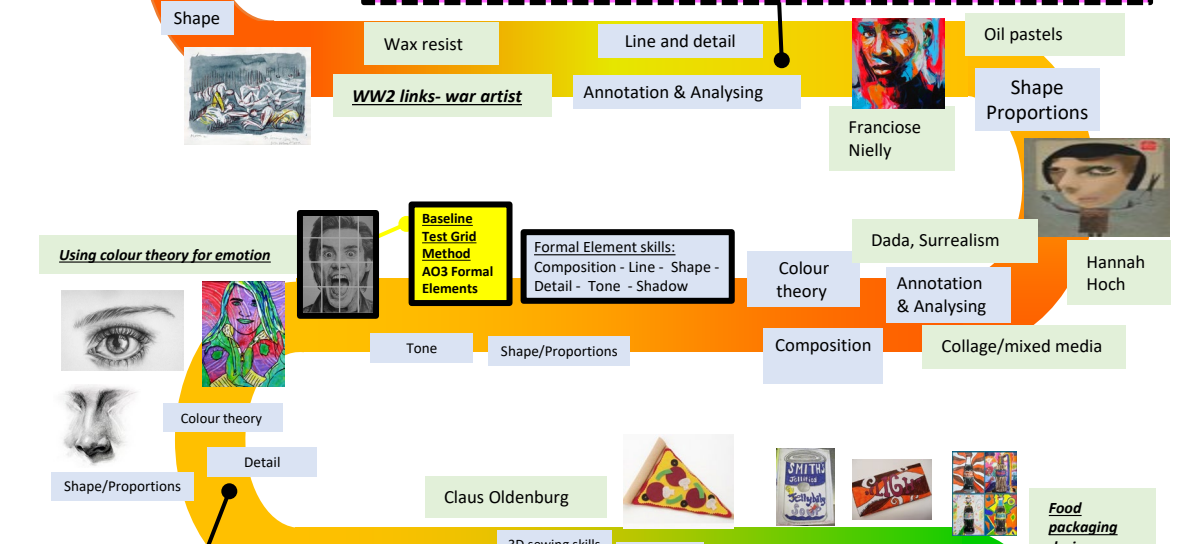 Shape
Wax resist
Line and detail
Oil pastels
WW2 links- war artist
Annotation & Analysing
Shape
Proportions
Franciose
Nielly
Dada, Surrealism
Hannah
Hoch
Baseline
Test Grid
Method
AO3 Formal
Elements
Formal Element skills:
Composition - Line - Shape -
Detail - Tone - Shadow
Using colour theory for emotion
Colour
theory
Annotation
& Analysing
Tone
Shape/Proportions
Composition
Collage/mixed media
Colour theory
Detail
Shape/Proportions
Claus Oldenburg
SMITHS
Food
packaging
3D sewing skills